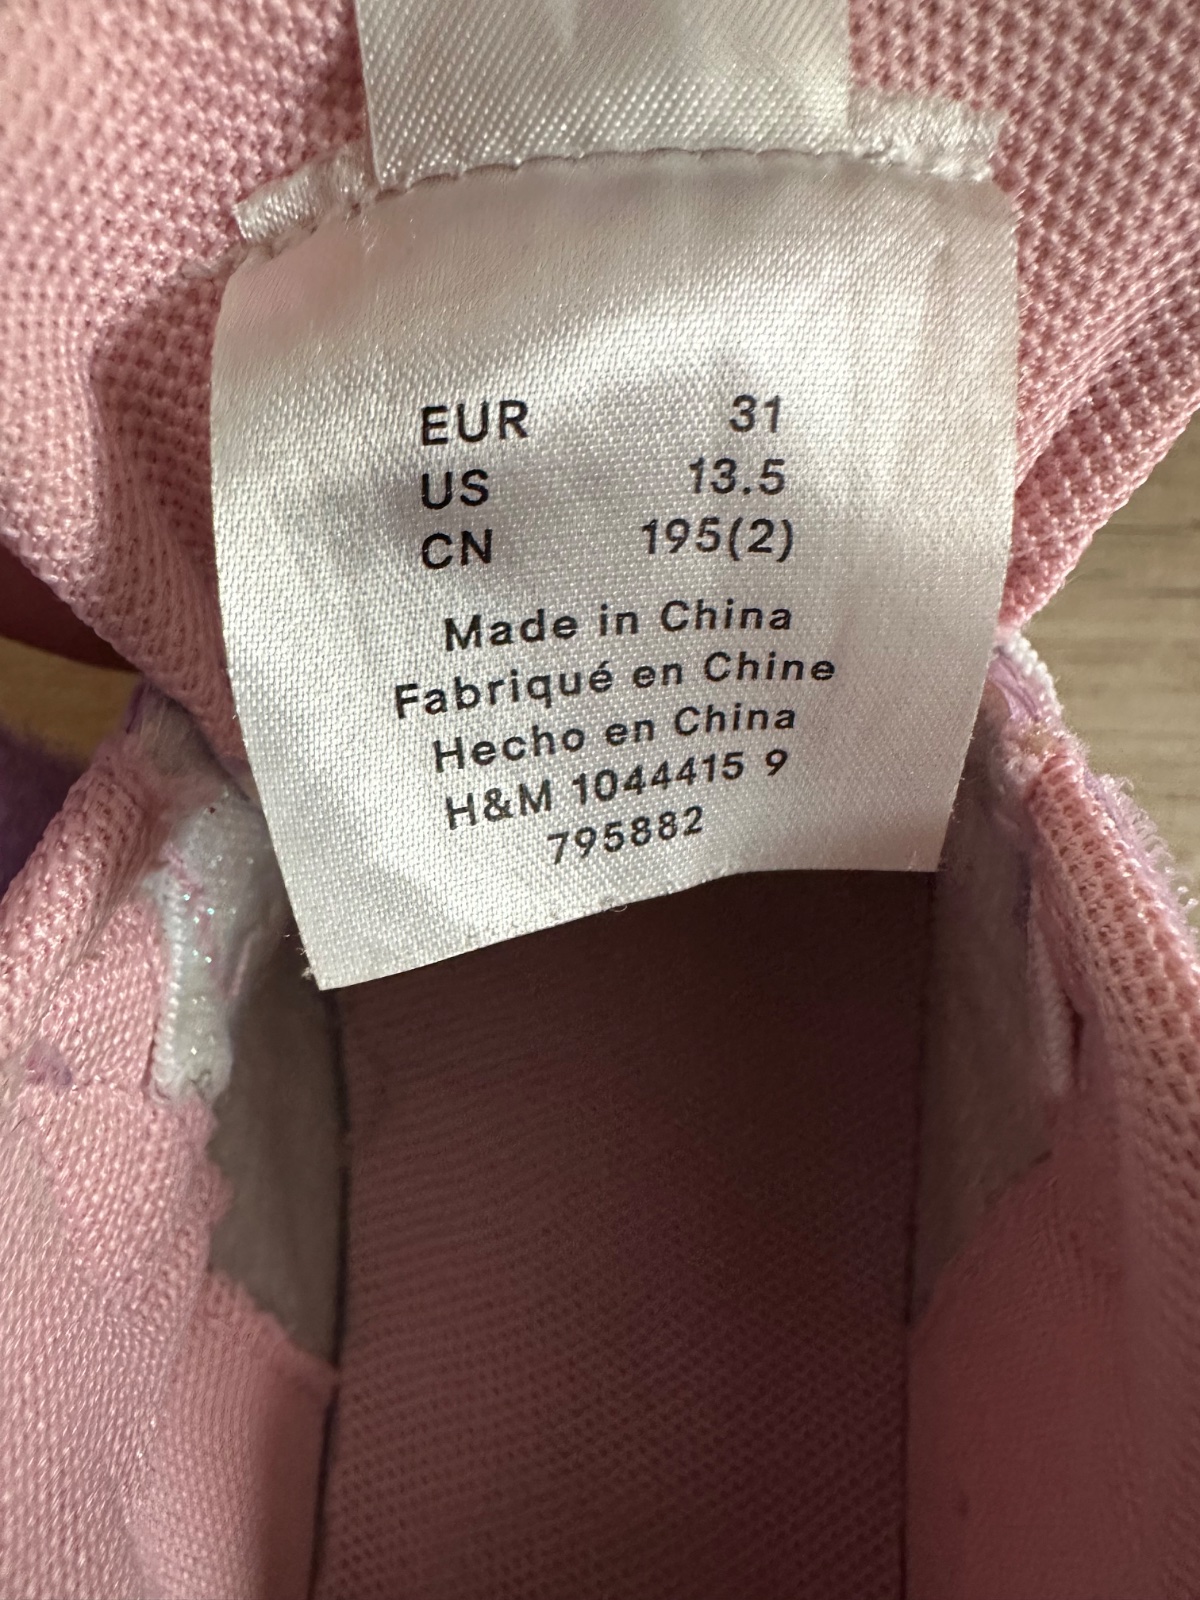 EUR 31
US 13.5
CN 195(2)
Made in China
Fabriqué en Chine
Hecho en China
H&M 1044415 9
795882